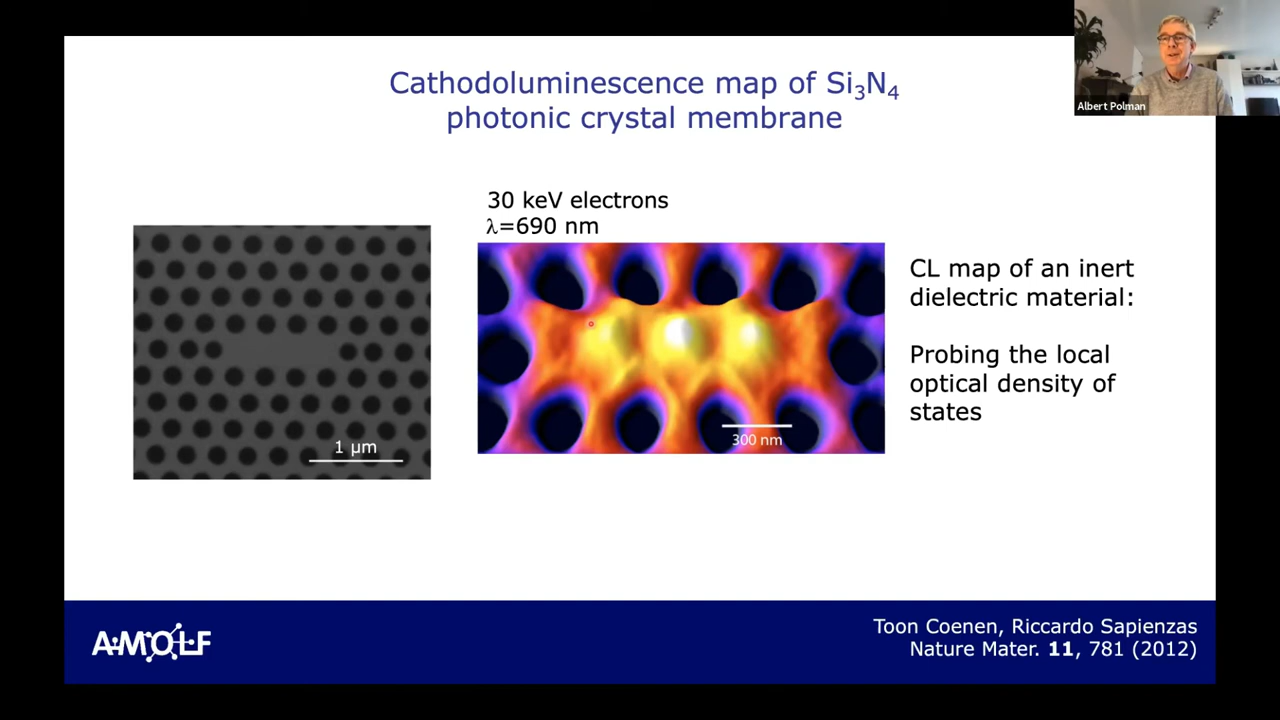 Cathodoluminescence map of Si₃N₄
photonic crystal membrane
Albert Polman
30 keV electrons
λ=690 nm
1 μm
300 nm
CL map of an inert
dielectric material:
Probing the local
optical density of
states
AMOLF
Toon Coenen, Riccardo Sapienzas
Nature Mater. 11, 781 (2012)